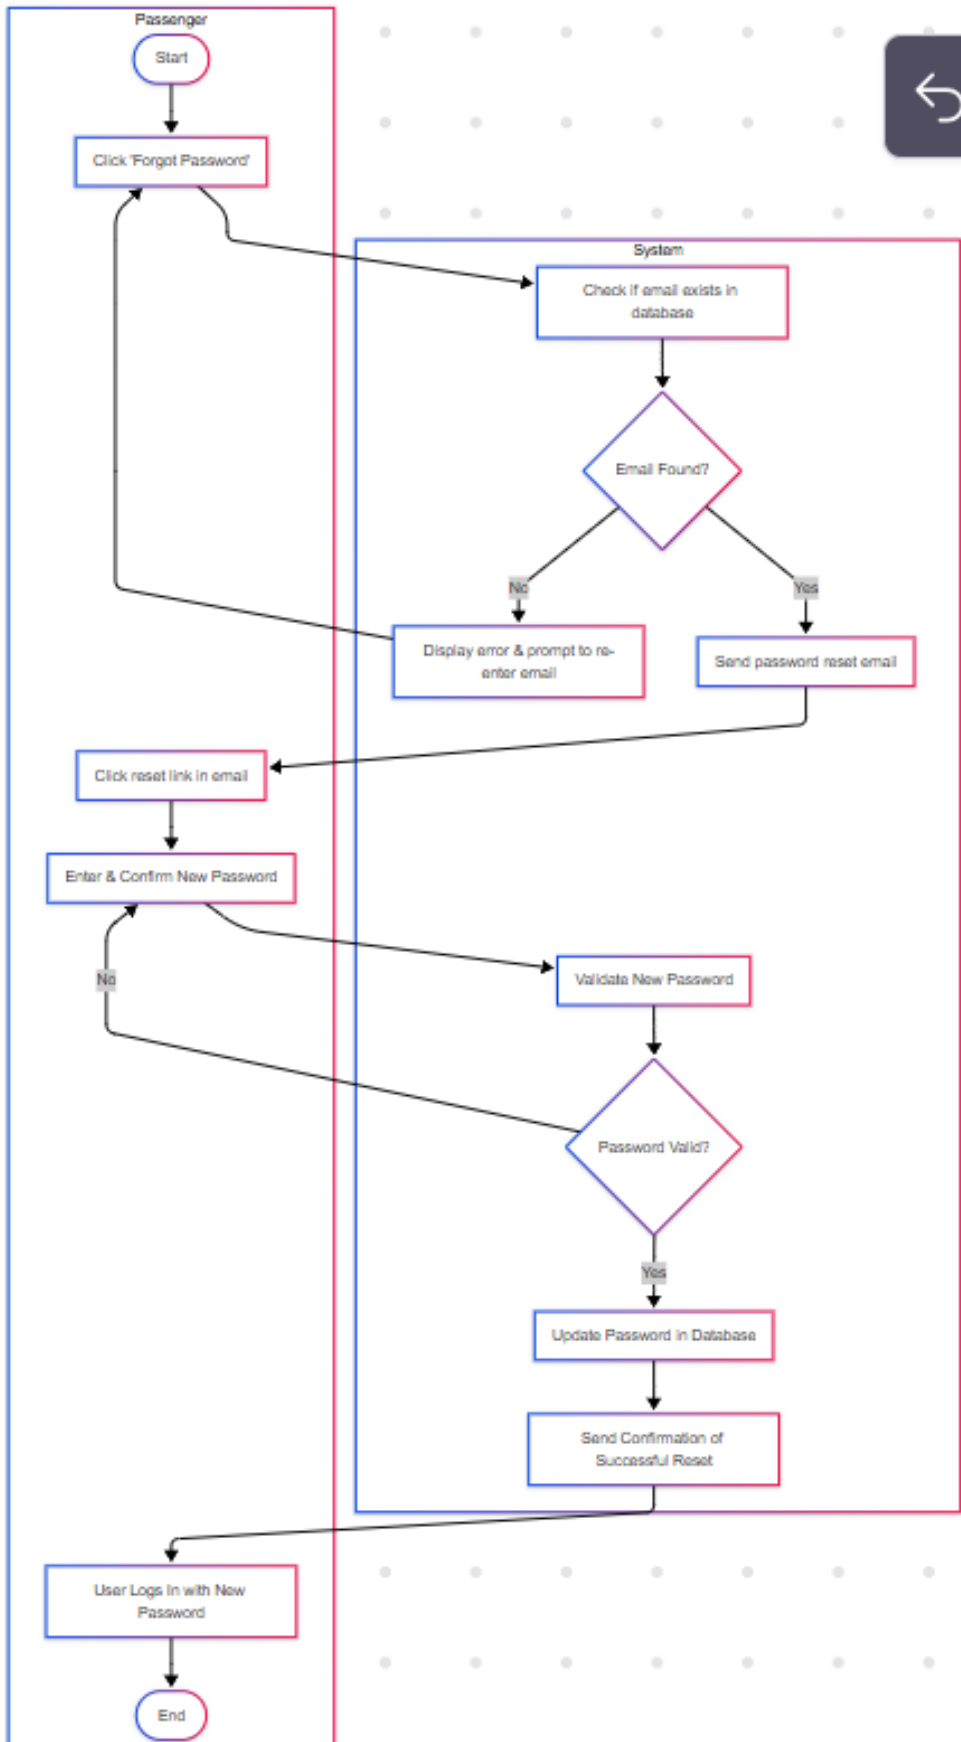 Passenger
Start
Click 'Forgot Password'
System
Check if email exists in
database
Email Found?
No
Yes
Display error & prompt to re-
enter email
Send password reset email
Click reset link in email
Enter & Confirm New Password
No
Validate New Password
Password Valid?
Yes
Update Password in Database
Send Confirmation of
Successful Reset
User Logs In with New
Password
End